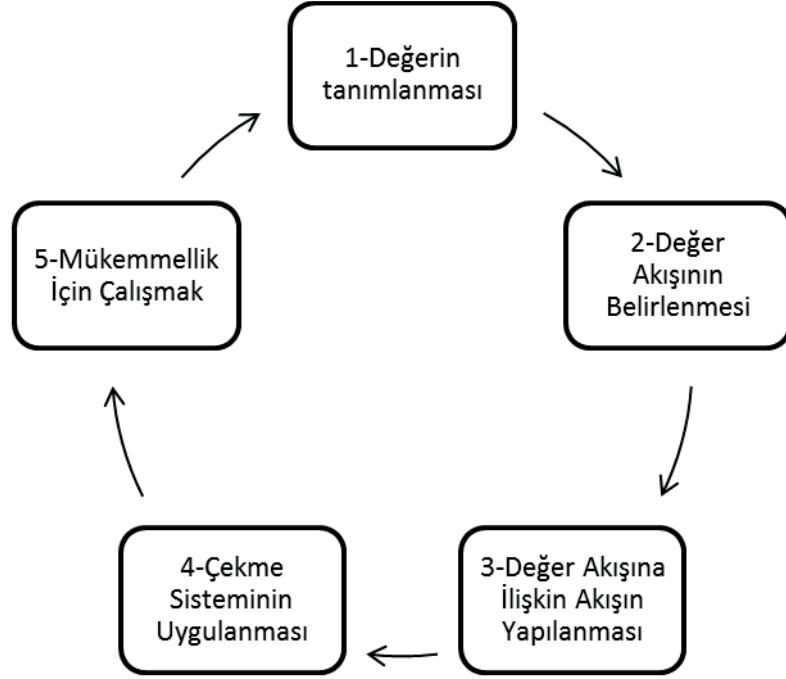 1-Değerin
tanımlanması
2-Değer
Akışının
Belirlenmesi
3-Değer Akışına
İlişkin Akışın
Yapılanması
4-Çekme
Sisteminin
Uygulanması
5-Mükemmellik
İçin Çalışmak